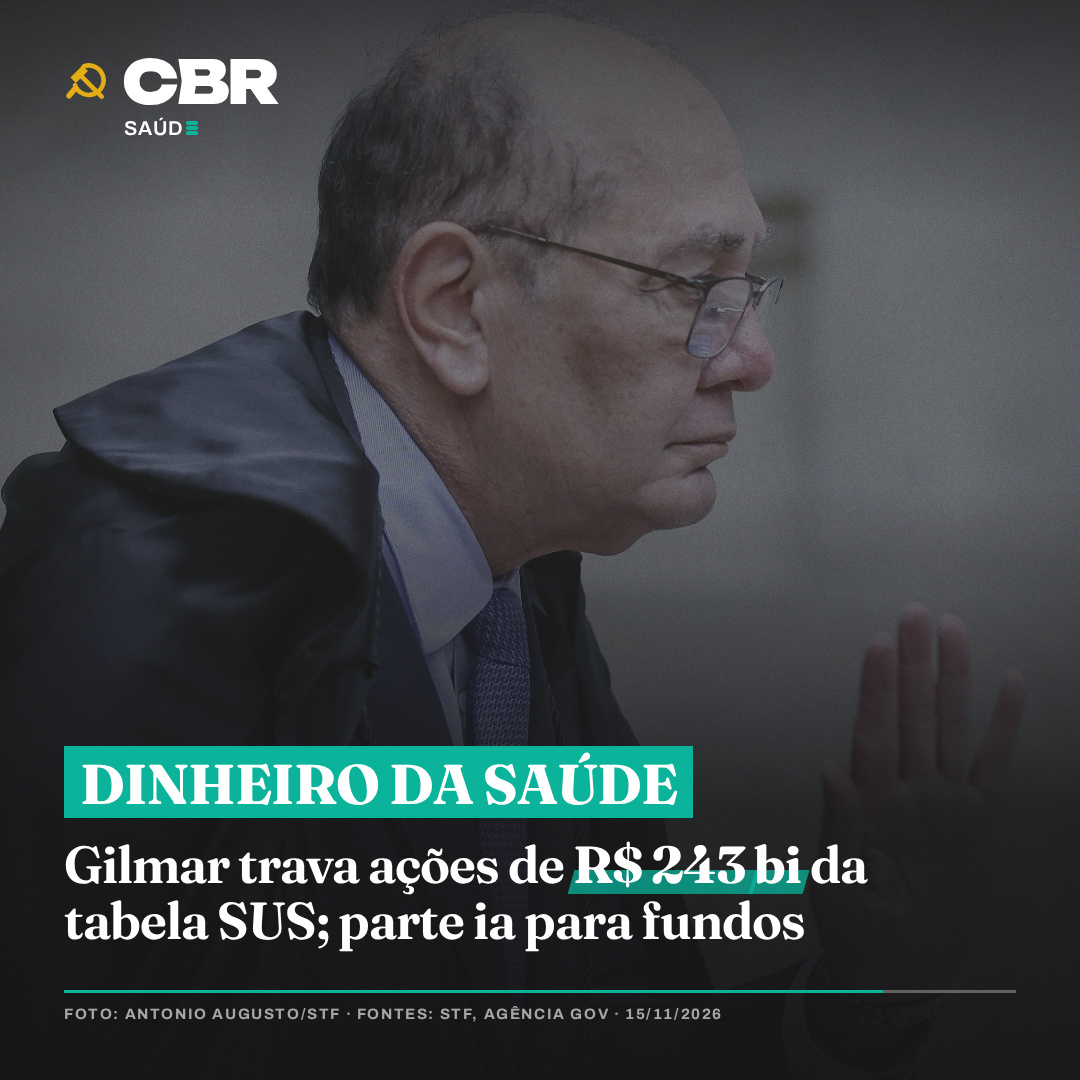 CBR
SAÚDE
DINHEIRO DA SAÚDE
Gilmar trava ações de R$ 243 bi da
tabela SUS; parte ia para fundos
FOTO: ANTONIO AUGUSTO/STF · FONTES: STF, AGÊNCIA GOV · 15/11/2026